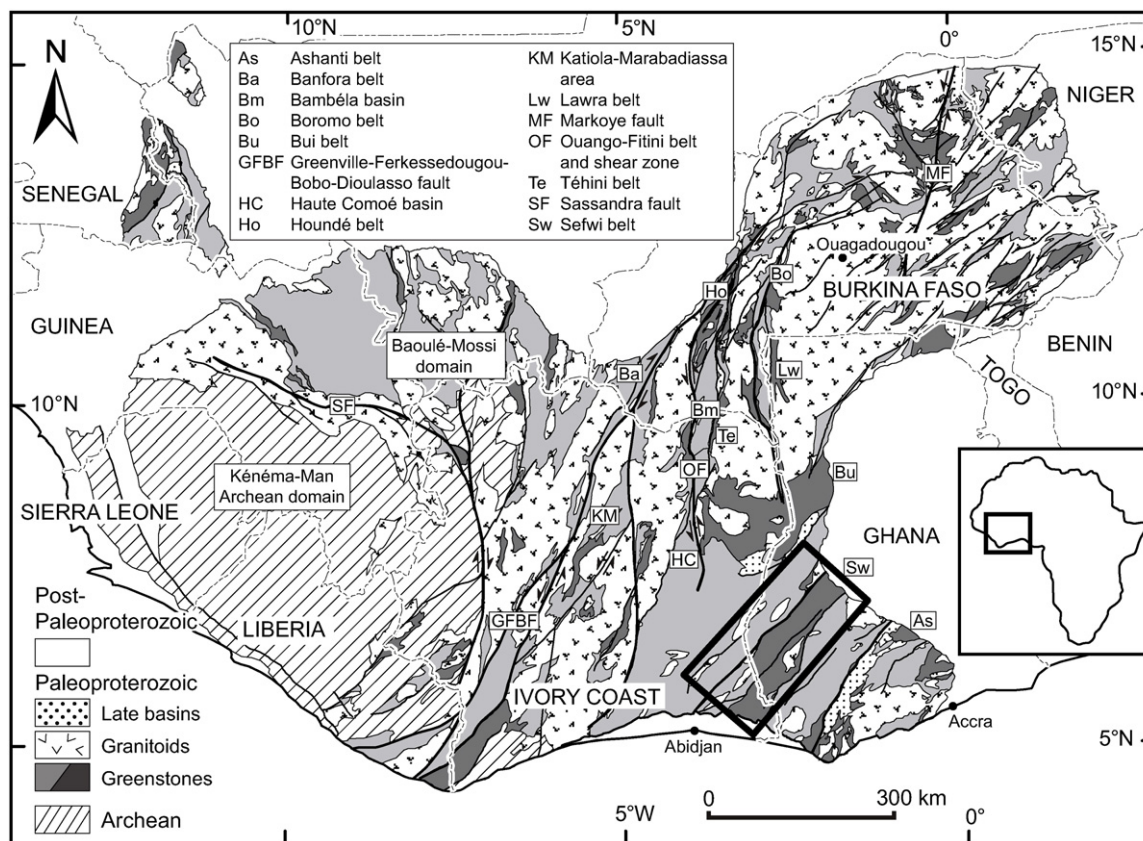 10°N
5°N
0°
15°N
N
As Ashanti belt
Ba Banfora belt
Bm Bambéla basin
Bo Boromo belt
Bu Bui belt
GFBF Greenville-Ferkessedougou-
Bobo-Dioulasso fault
HC Haute Comoé basin
Ho Houndé belt
KM Katiola-Marabadiassa
area
Lw Lawra belt
MF Markoye fault
OF Ouango-Fitini belt
and shear zone
Te Téhini belt
SF Sassandra fault
Sw Sefwi belt
NIGER
SENEGAL
MF
Ouagadougou
Bo
Ho
BURKINA FASO
GUINEA
Baoulé-Mossi
domain
BENIN
TOGO
Ba
Lw
10°N
10°N
SF
Bm
Te
Kénéma-Man
Archean domain
OF
Bu
SIERRA LEONE
KM
GHANA
HC
Sw
Post-
Paleoproterozoic
LIBERIA
GFBF
As
Paleoproterozoic
IVORY COAST
Late basins
Accra
Granitoids
Abidjan
5°N
Greenstones
Archean
0 300 km
5°W
0°